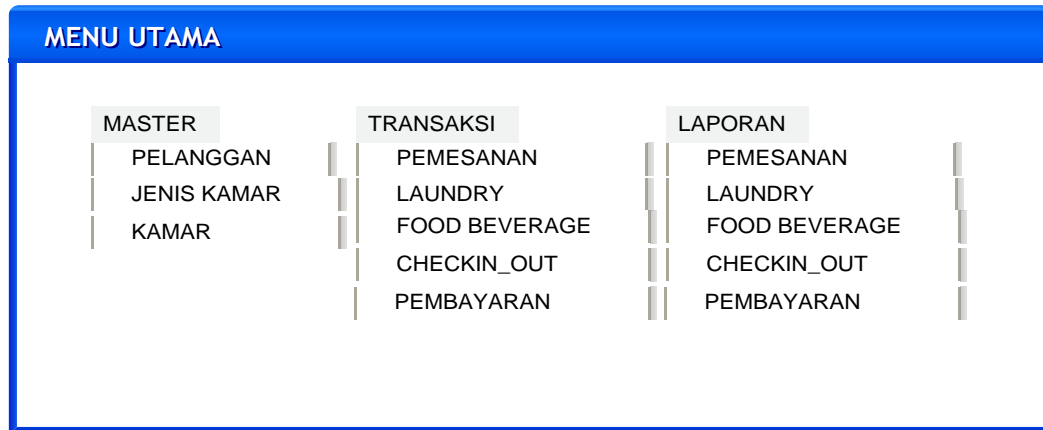 MENU UTAMA
MASTER TRANSAKSI LAPORAN
PELANGGAN PEMESANAN PEMESANAN
JENIS KAMAR LAUNDRY LAUNDRY
KAMAR FOOD BEVERAGE FOOD BEVERAGE
CHECKIN_OUT CHECKIN_OUT
PEMBAYARAN PEMBAYARAN